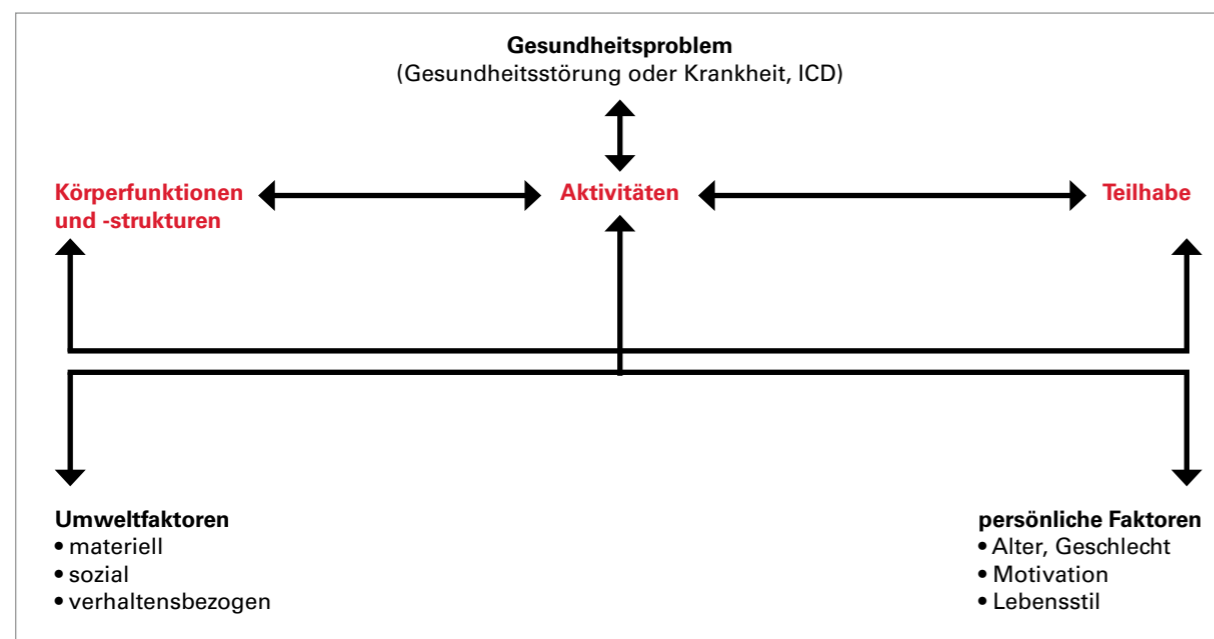 Gesundheitsproblem
(Gesundheitsstörung oder Krankheit, ICD)
Körperfunktionen
und -strukturen
Aktivitäten
Teilhabe
Umweltfaktoren
• materiell
• sozial
• verhaltensbezogen
persönliche Faktoren
• Alter, Geschlecht
• Motivation
• Lebensstil